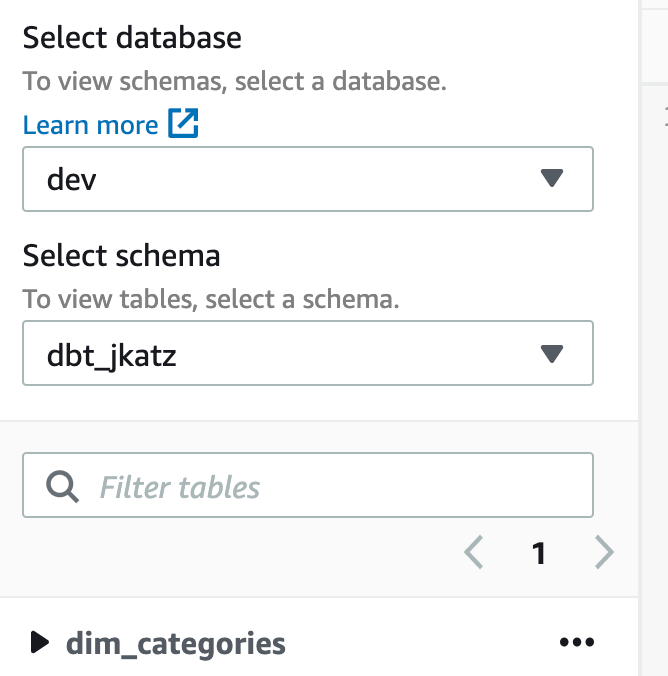 Select database
To view schemas, select a database.
Learn more
dev
Select schema
To view tables, select a schema.
dbt_jkatz
Filter tables
1
dim_categories